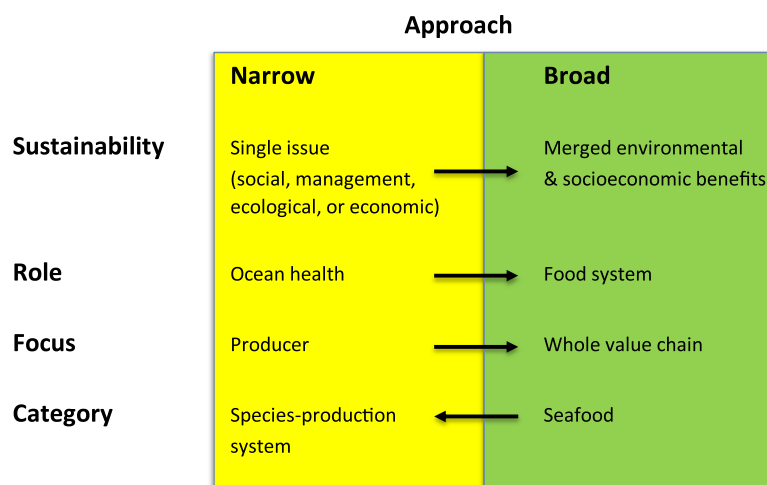 Approach
Narrow
Broad
Sustainability
Single issue
(social, management,
ecological, or economic)
Merged environmental
& socioeconomic benefits
Role
Ocean health
Food system
Focus
Producer
Whole value chain
Category
Species-production
system
Seafood